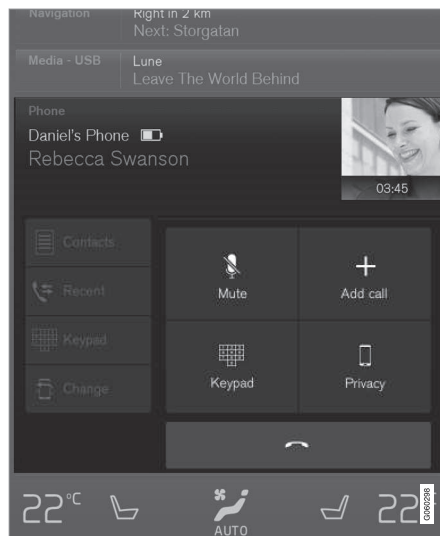 Navigation
Right in 2 km
Next: Storgatan
Media - USB
Lune
Leave The World Behind
Phone
Daniel's Phone
Rebecca Swanson
03:45
Contacts
Recent
Keypad
Change
Mute
Add call
Keypad
Privacy
22°C
AUTO
22
G060298